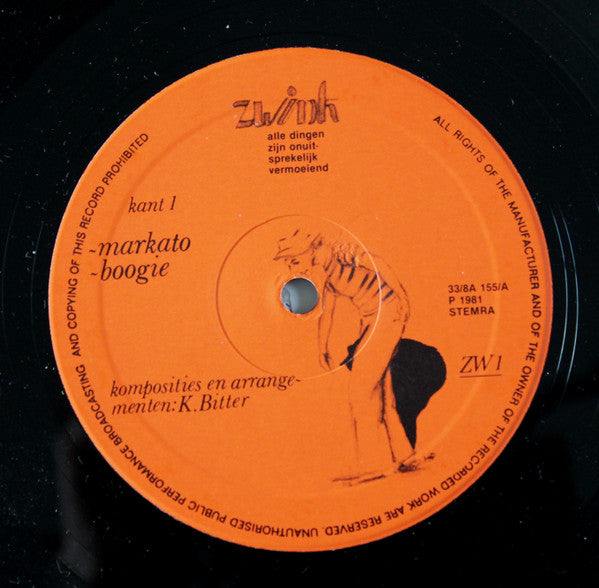 zwink
alle dingen
zijn onuit-
sprekelijk
vermoeiend
kant 1
~markato
~boogie
33/8A 155/A
P 1981
STEMRA
ZW1
komposities en arrange~
menten: K.Bitter
ALL RIGHTS OF THE MANUFACTURER AND OF THE OWNER OF THE RECORDED WORK ARE RESERVED. UNAUTHORISED PUBLIC PERFORMANCE BROADCASTING AND COPYING OF THIS RECORD PROHIBITED